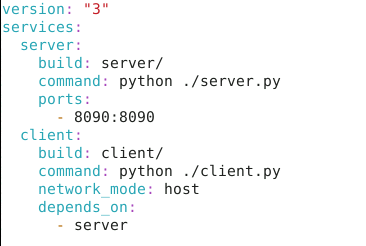 version: "3"
services:
  server:
    build: server/
    command: python ./server.py
    ports:
      - 8090:8090
  client:
    build: client/
    command: python ./client.py
    network_mode: host
    depends_on:
      - server